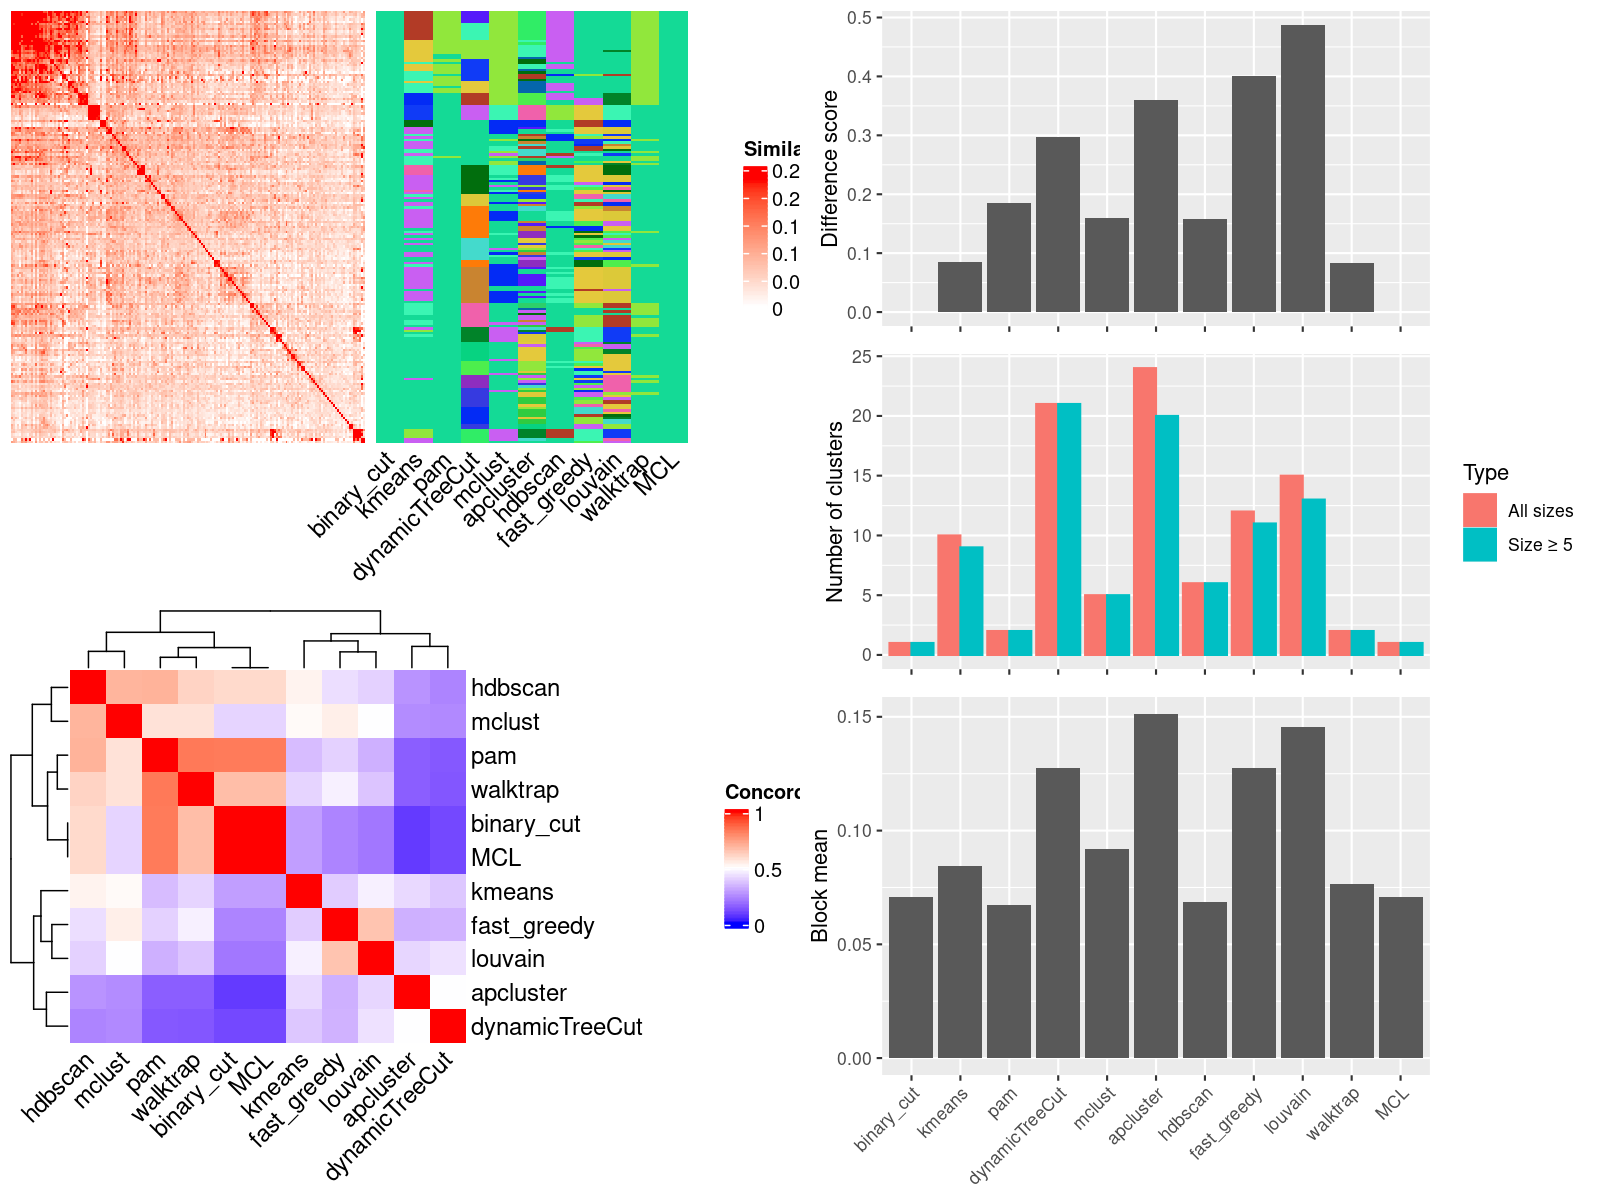 Simila
0.2
0.2
0.1
0.1
0.0
0
binary_cut
kmeans
pam
dynamicTreeCut
mclust
apcluster
hdbscan
fast_greedy
louvain
walktrap
MCL
Difference score
0.5
0.4
0.3
0.2
0.1
0.0
Number of clusters
25
20
15
10
5
0
Type
All sizes
Size ≥ 5
hdbscan
mclust
pam
walktrap
binary_cut
MCL
kmeans
fast_greedy
louvain
apcluster
dynamicTreeCut
hdbscan
mclust
pam
walktrap
binary_cut
MCL
kmeans
fast_greedy
louvain
apcluster
dynamicTreeCut
Concord
1
0.5
0
Block mean
0.15
0.10
0.05
0.00
binary_cut
kmeans
pam
dynamicTreeCut
mclust
apcluster
hdbscan
fast_greedy
louvain
walktrap
MCL